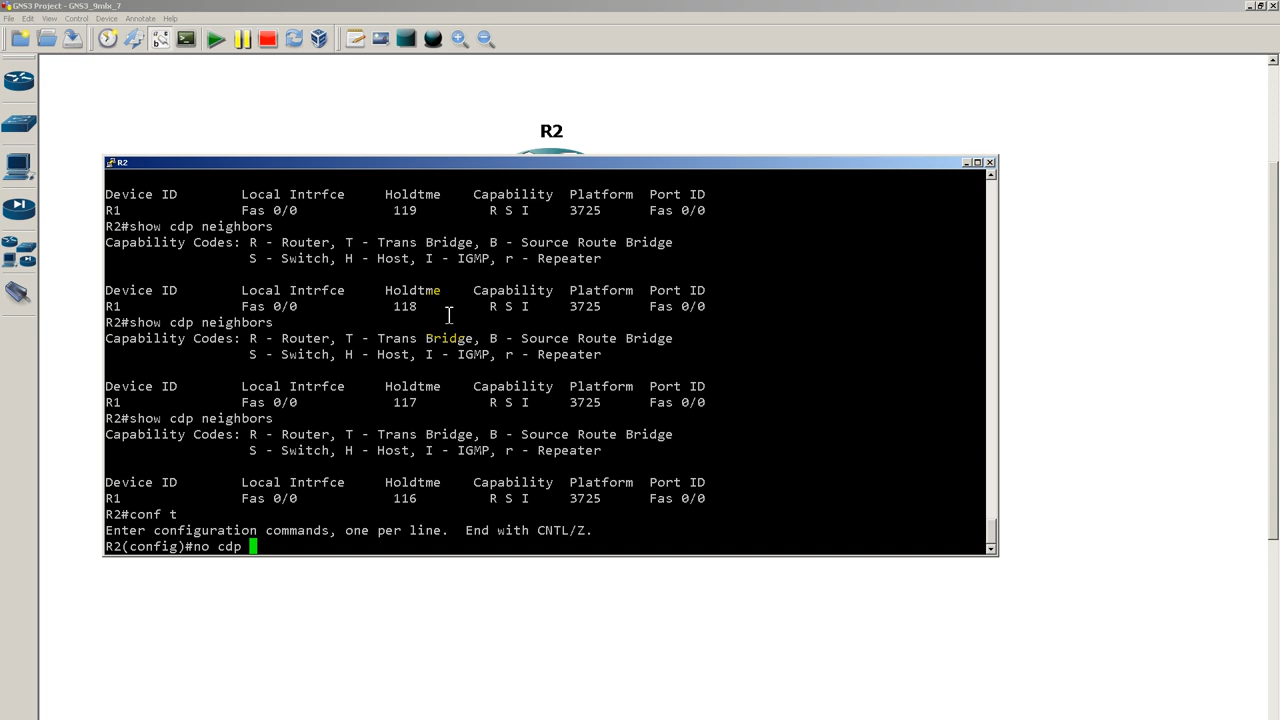 GNS3 Project - GNS3_9mlx_7
File Edit View Control Device Annotate Help
R2
R2
Device ID Local Intrfce Holdtme Capability Platform Port ID
R1 Fas 0/0 119 R S I 3725 Fas 0/0
R2#show cdp neighbors
Capability Codes: R - Router, T - Trans Bridge, B - Source Route Bridge
S - Switch, H - Host, I - IGMP, r - Repeater
Device ID Local Intrfce Holdtme Capability Platform Port ID
R1 Fas 0/0 118 R S I 3725 Fas 0/0
R2#show cdp neighbors
Capability Codes: R - Router, T - Trans Bridge, B - Source Route Bridge
S - Switch, H - Host, I - IGMP, r - Repeater
Device ID Local Intrfce Holdtme Capability Platform Port ID
R1 Fas 0/0 117 R S I 3725 Fas 0/0
R2#show cdp neighbors
Capability Codes: R - Router, T - Trans Bridge, B - Source Route Bridge
S - Switch, H - Host, I - IGMP, r - Repeater
Device ID Local Intrfce Holdtme Capability Platform Port ID
R1 Fas 0/0 116 R S I 3725 Fas 0/0
R2#conf t
Enter configuration commands, one per line. End with CNTL/Z.
R2(config)#no cdp